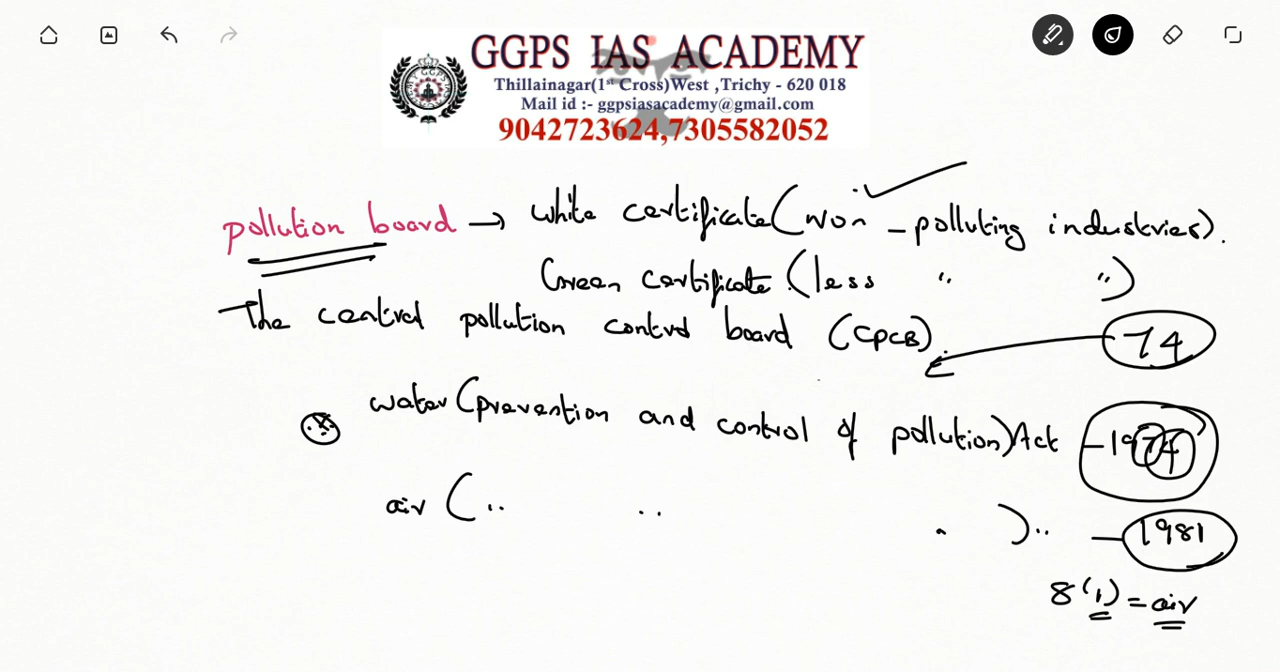 GGPS IAS ACADEMY
GGPS
Thillainagar(1st Cross)West ,Trichy - 620 018
Mail id :- ggpsiasacademy@gmail.com
9042723624,7305582052
pollution board → white certificate (non - polluting industries).
Green certificate (less " ")
The central pollution control board (CPCB).
74
water (prevention and control of pollution) Act - 1974
air ( .. .. " ) .. - 1981
8(1) = air